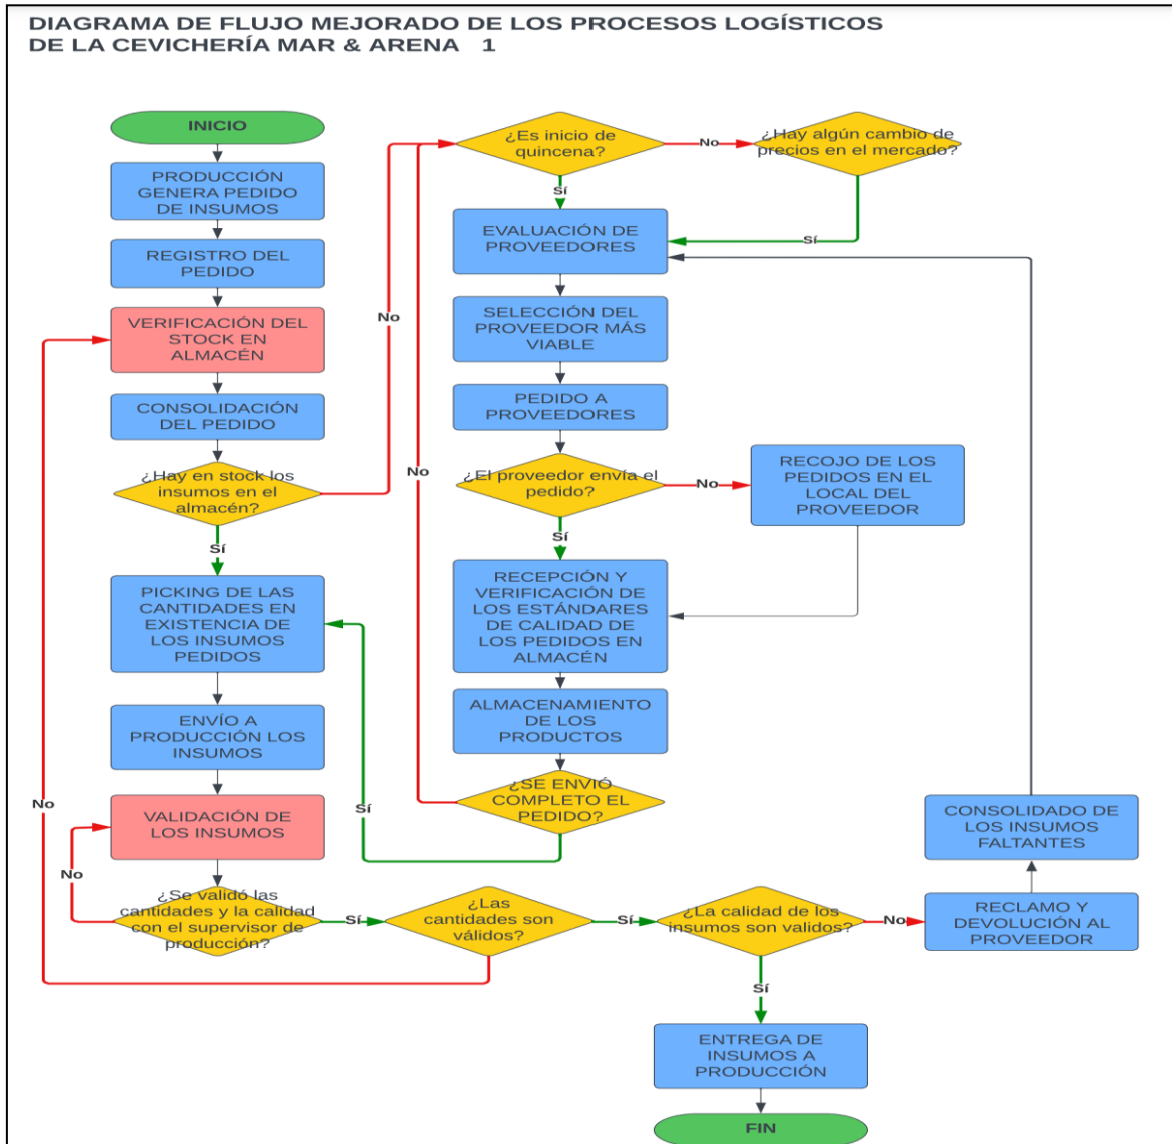 DIAGRAMA DE FLUJO MEJORADO DE LOS PROCESOS LOGÍSTICOS
DE LA CEVICHERÍA MAR & ARENA 1
INICIO
PRODUCCIÓN
GENERA PEDIDO
DE INSUMOS
REGISTRO DEL
PEDIDO
VERIFICACIÓN DEL
STOCK EN
ALMACÉN
CONSOLIDACIÓN
DEL PEDIDO
¿Hay en stock los
insumos en el
almacén?
No
Sí
PICKING DE LAS
CANTIDADES EN
EXISTENCIA DE
LOS INSUMOS
PEDIDOS
ENVÍO A
PRODUCCIÓN LOS
INSUMOS
VALIDACIÓN DE
LOS INSUMOS
No
No
¿Se validó las
cantidades y la calidad
con el supervisor de
producción?
Sí
¿Las
cantidades son
válidos?
Sí
¿La calidad de los
insumos son validos?
No
Sí
ENTREGA DE
INSUMOS A
PRODUCCIÓN
FIN
¿Es inicio de
quincena?
No
¿Hay algún cambio de
precios en el mercado?
Sí
Sí
EVALUACIÓN DE
PROVEEDORES
SELECCIÓN DEL
PROVEEDOR MÁS
VIABLE
PEDIDO A
PROVEEDORES
¿El proveedor envía el
pedido?
No
RECOJO DE LOS
PEDIDOS EN EL
LOCAL DEL
PROVEEDOR
Sí
RECEPCIÓN Y
VERIFICACIÓN DE
LOS ESTÁNDARES
DE CALIDAD DE
LOS PEDIDOS EN
ALMACÉN
ALMACENAMIENTO
DE LOS
PRODUCTOS
¿SE ENVIÓ
COMPLETO EL
PEDIDO?
No
Sí
CONSOLIDADO DE
LOS INSUMOS
FALTANTES
RECLAMO Y
DEVOLUCIÓN AL
PROVEEDOR